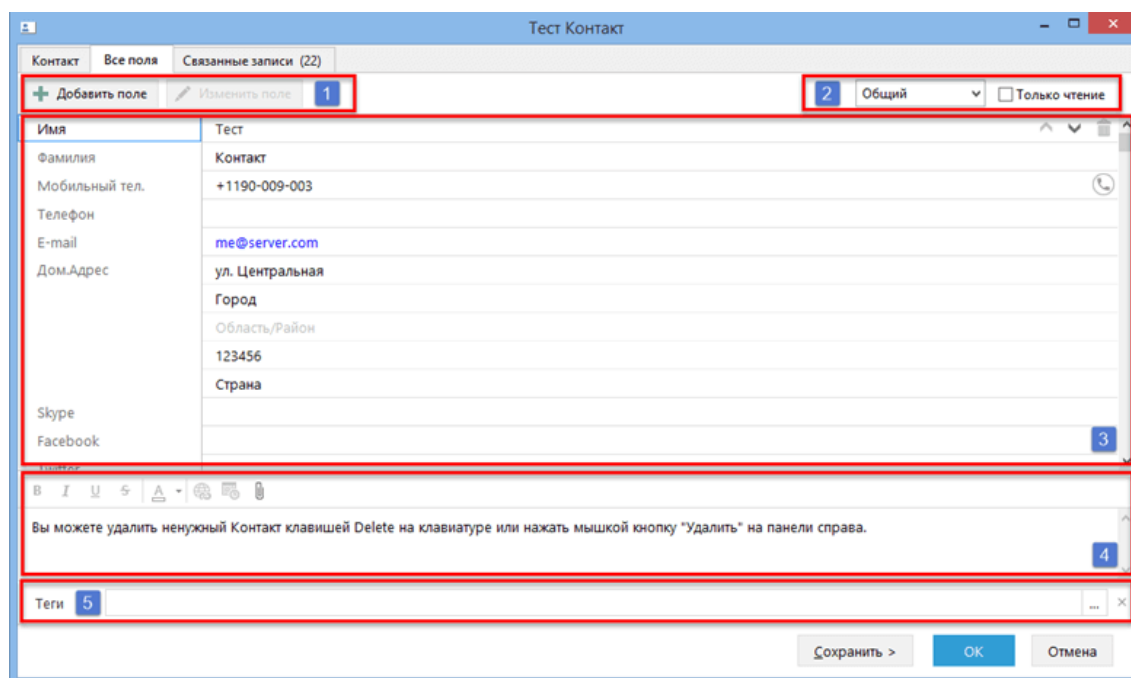 Тест Контакт
Контакт Все поля Связанные записи (22)
Добавить поле Изменить поле 1 2 Общий Только чтение
Имя Тест
Фамилия Контакт
Мобильный тел. +1190-009-003
Телефон
E-mail me@server.com
Дом.Адрес ул. Центральная
Город
Область/Район
123456
Страна
Skype
Facebook 3
Twitter
B I U S A
Вы можете удалить ненужный Контакт клавишей Delete на клавиатуре или нажать мышкой кнопку "Удалить" на панели справа.
4
Теги 5 ...
Сохранить > OK Отмена